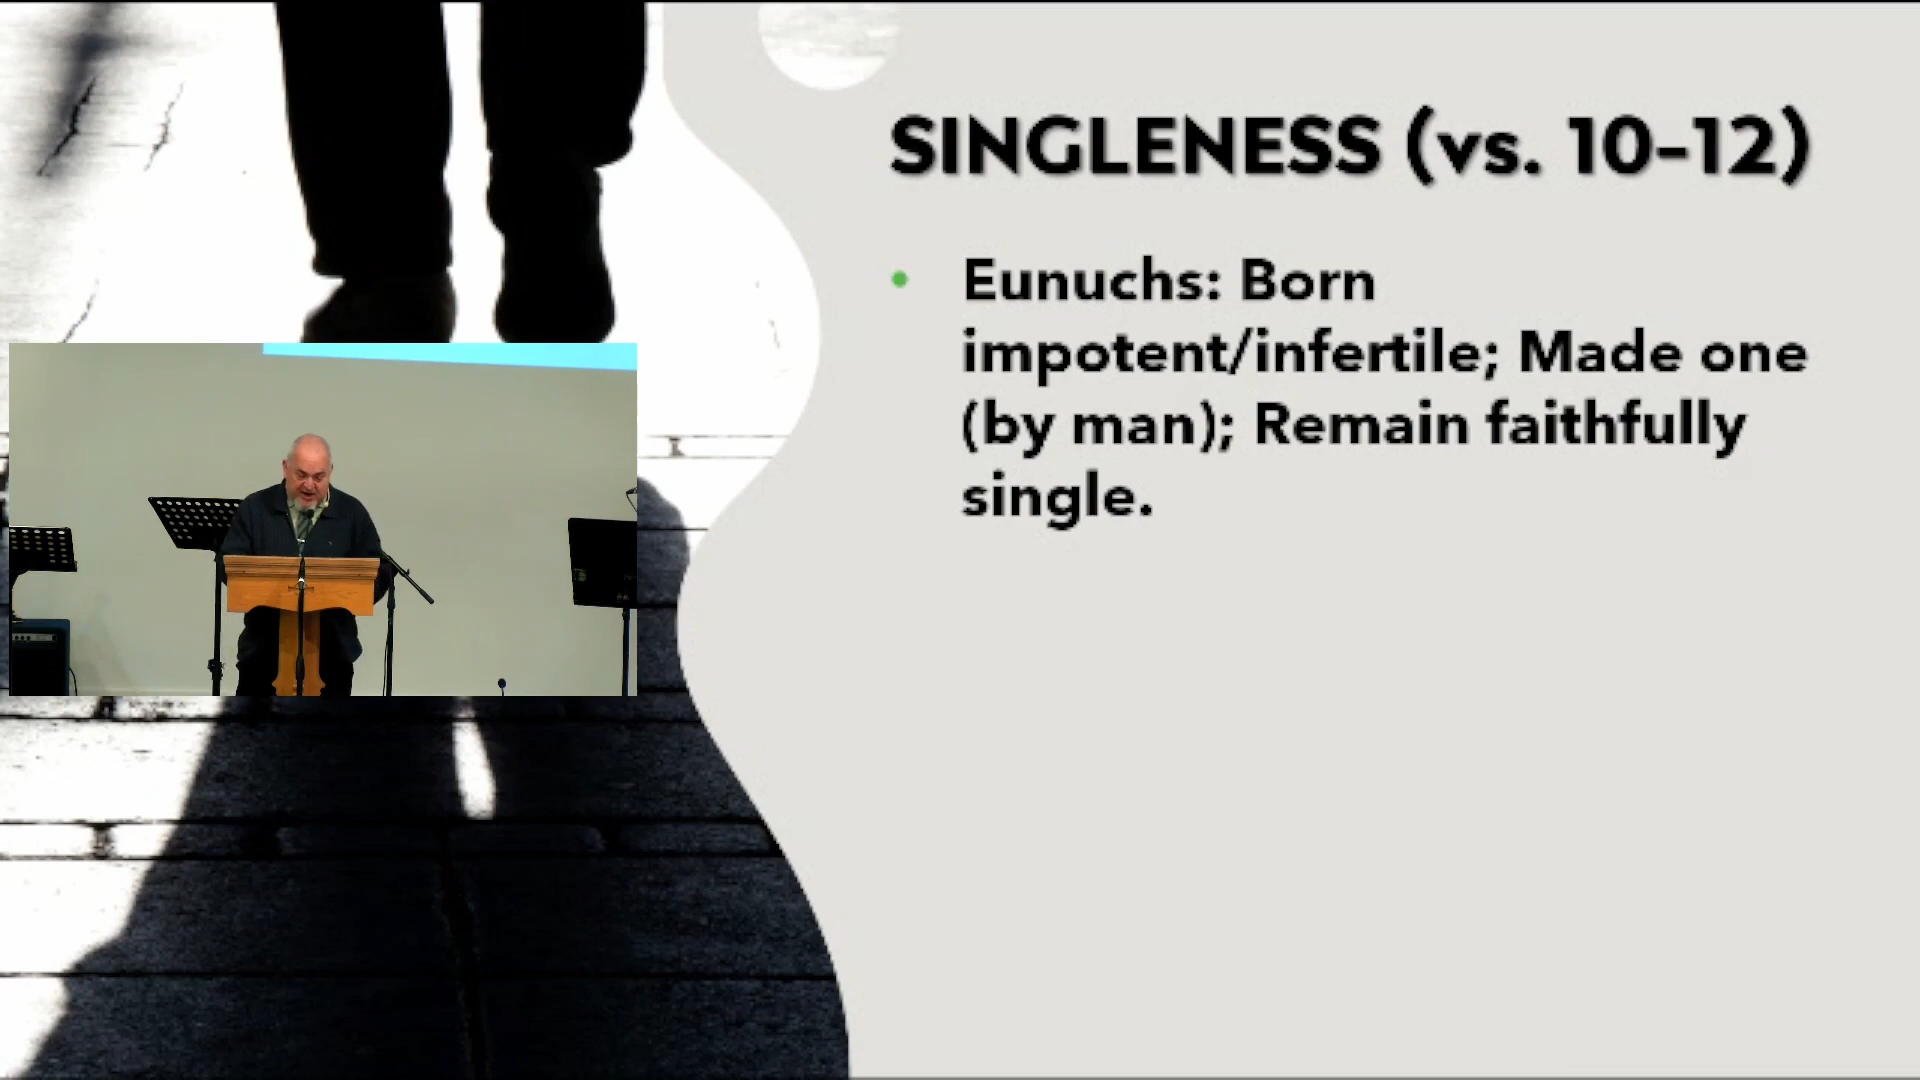 SINGLENESS (vs. 10-12)
• Eunuchs: Born
impotent/infertile; Made one
(by man); Remain faithfully
single.